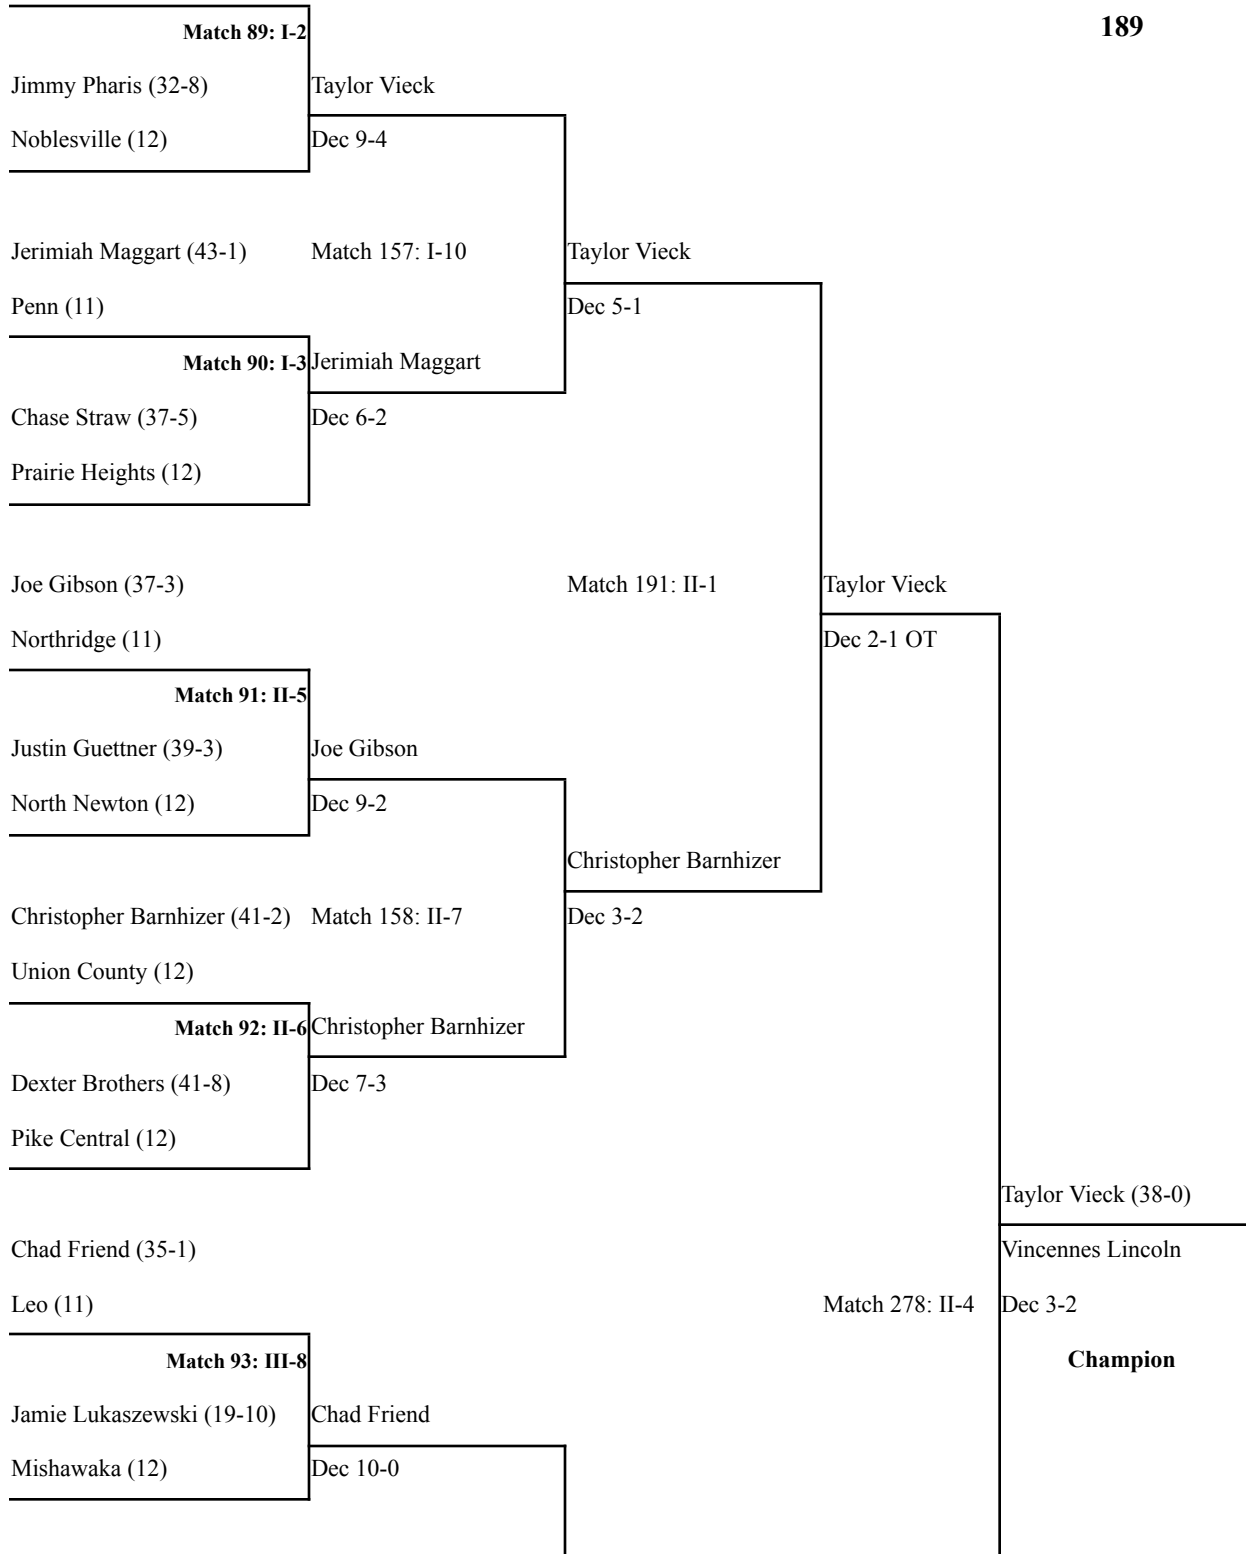 189
Match 89: I-2
Jimmy Pharis (32-8) Taylor Vieck
Noblesville (12) Dec 9-4
Jerimiah Maggart (43-1) Match 157: I-10 Taylor Vieck
Penn (11) Dec 5-1
Match 90: I-3 Jerimiah Maggart
Chase Straw (37-5) Dec 6-2
Prairie Heights (12)
Joe Gibson (37-3) Match 191: II-1 Taylor Vieck
Northridge (11) Dec 2-1 OT
Match 91: II-5
Justin Guettner (39-3) Joe Gibson
North Newton (12) Dec 9-2
Christopher Barnhizer
Christopher Barnhizer (41-2) Match 158: II-7 Dec 3-2
Union County (12)
Match 92: II-6 Christopher Barnhizer
Dexter Brothers (41-8) Dec 7-3
Pike Central (12)
Taylor Vieck (38-0)
Chad Friend (35-1) Vincennes Lincoln
Leo (11) Match 278: II-4 Dec 3-2
Match 93: III-8 Champion
Jamie Lukaszewski (19-10) Chad Friend
Mishawaka (12) Dec 10-0